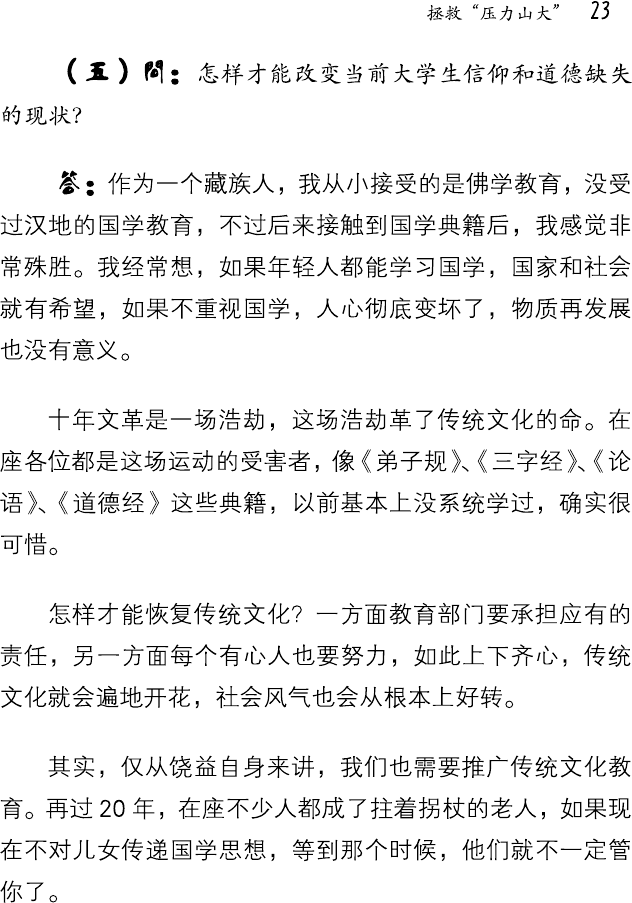 拯救“压力山大” 23
（五）問：怎样才能改变当前大学生信仰和道德缺失
的现状？
答：作为一个藏族人，我从小接受的是佛学教育，没受
过汉地的国学教育，不过后来接触到国学典籍后，我感觉非
常殊胜。我经常想，如果年轻人都能学习国学，国家和社会
就有希望，如果不重视国学，人心彻底变坏了，物质再发展
也没有意义。
十年文革是一场浩劫，这场浩劫革了传统文化的命。在
座各位都是这场运动的受害者，像《弟子规》、《三字经》、《论
语》、《道德经》这些典籍，以前基本上没系统学过，确实很
可惜。
怎样才能恢复传统文化？一方面教育部门要承担应有的
责任，另一方面每个有心人也要努力，如此上下齐心，传统
文化就会遍地开花，社会风气也会从根本上好转。
其实，仅从饶益自身来讲，我们也需要推广传统文化教
育。再过 20 年，在座不少人都成了拄着拐杖的老人，如果现
在不对儿女传递国学思想，等到那个时候，他们就不一定管
你了。